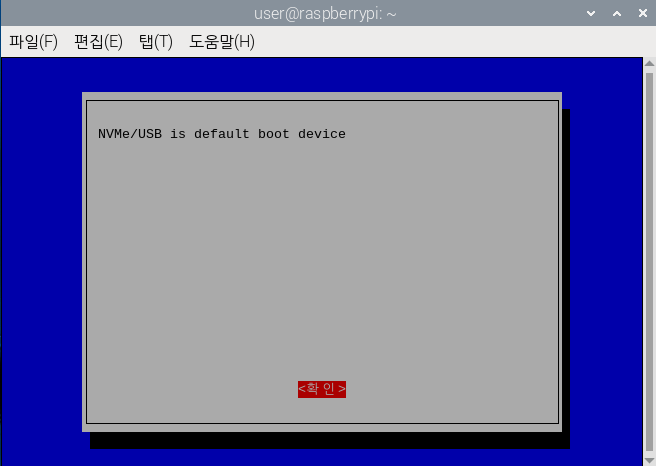 user@raspberrypi: ~
파일(F) 편집(E) 탭(T) 도움말(H)
NVMe/USB is default boot device
<확인>